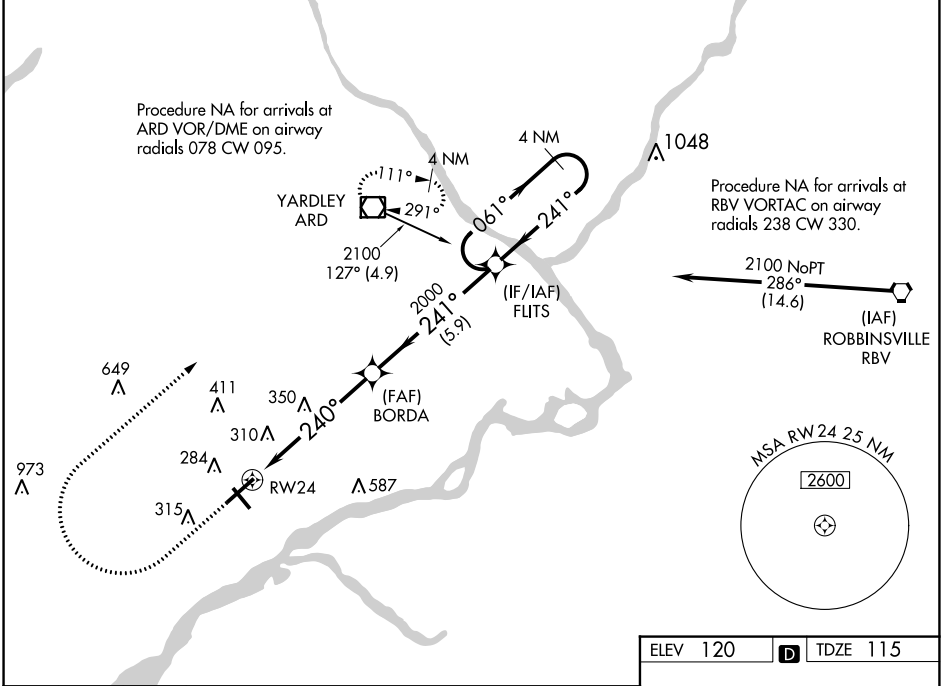 Procedure NA for arrivals at
ARD VOR/DME on airway
radials 078 CW 095.
4 NM
4 NM
1048
111°
291°
YARDLEY
ARD
061°
241°
Procedure NA for arrivals at
RBV VORTAC on airway
radials 238 CW 330.
2100
127° (4.9)
2100 NoPT
286°
(14.6)
(IF/IAF)
FLITS
2000
241°
(5.9)
(IAF)
ROBBINSVILLE
RBV
649
411
350
(FAF)
BORDA
310
240°
284
973
RW24
587
315
MSA RW 24 25 NM
2600
ELEV 120
D
TDZE 115